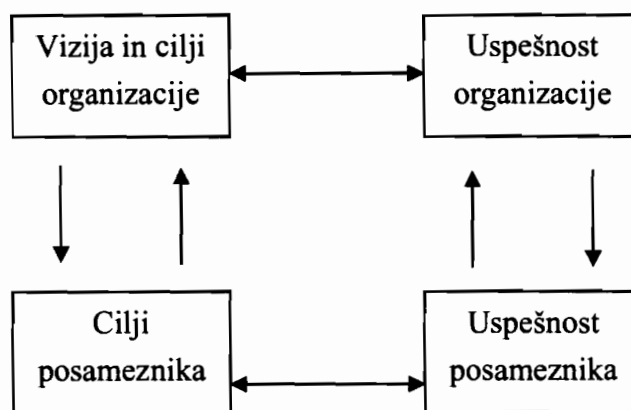 Vizija in cilji
organizacije
Uspešnost
organizacije
Cilji
posameznika
Uspešnost
posameznika